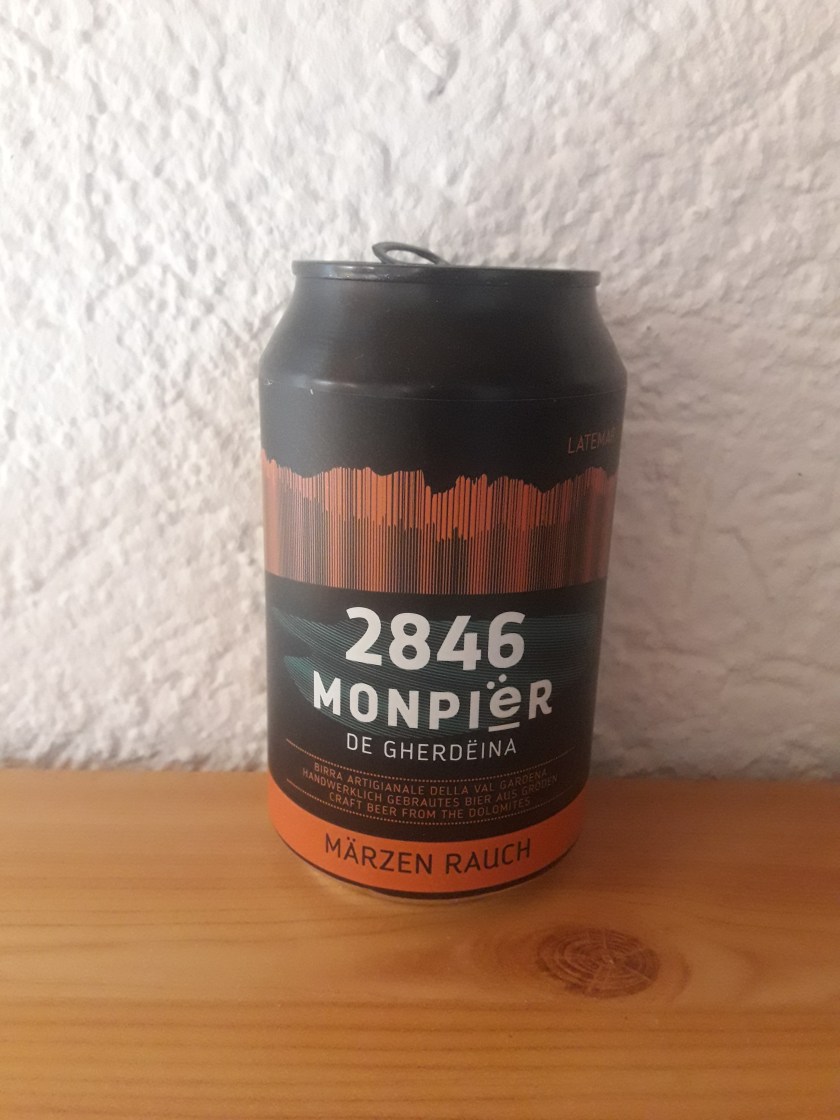 LATEMAR
2846
MONPIËR
DE GHERDËINA
BIRRA ARTIGIANALE DELLA VAL GARDENA
HANDWERKLICH GEBRAUTES BIER AUS GRÖDEN
CRAFT BEER FROM THE DOLOMITES
MÄRZEN RAUCH